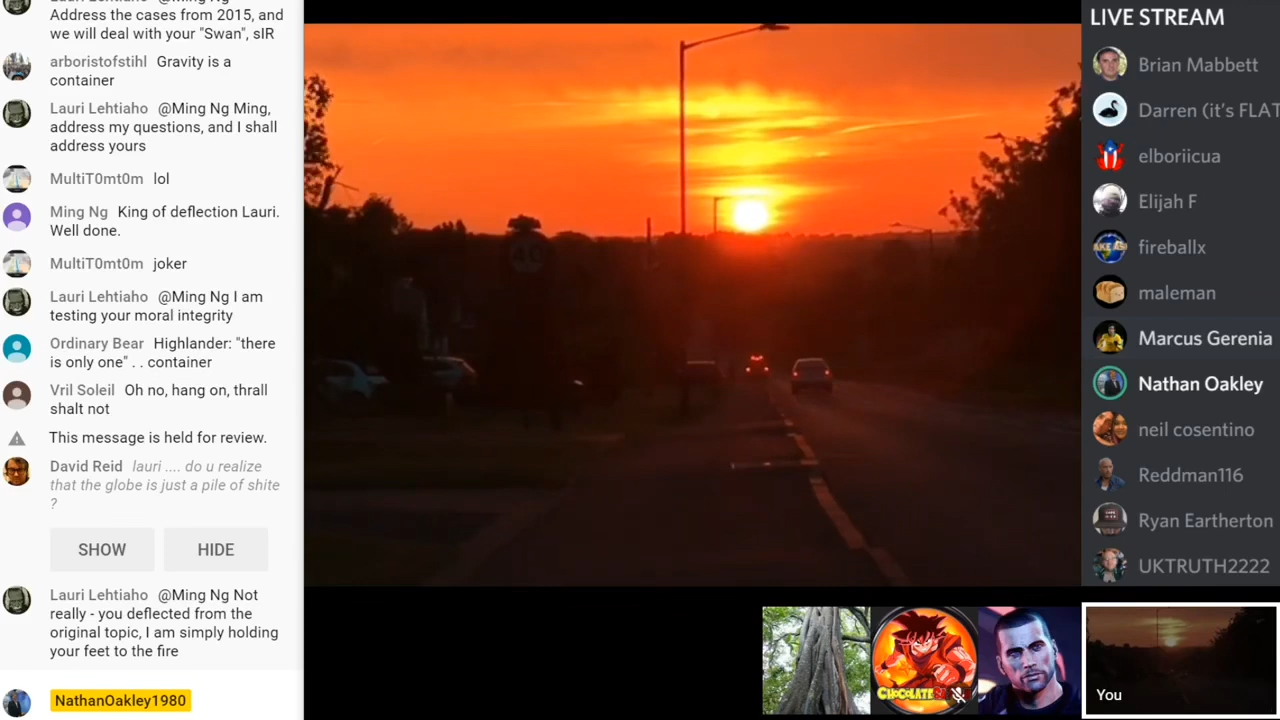 Lauri Lehtiaho @Ming Ng
Address the cases from 2015, and
we will deal with your "Swan", sIR
arboristofstihl Gravity is a
container
Lauri Lehtiaho @Ming Ng Ming,
address my questions, and I shall
address yours
MultiT0mt0m lol
Ming Ng King of deflection Lauri.
Well done.
MultiT0mt0m joker
Lauri Lehtiaho @Ming Ng I am
testing your moral integrity
Ordinary Bear Highlander: "there
is only one" . . container
Vril Soleil Oh no, hang on, thrall
shalt not
This message is held for review.
David Reid lauri .... do u realize
that the globe is just a pile of shite
?
SHOW HIDE
Lauri Lehtiaho @Ming Ng Not
really - you deflected from the
original topic, I am simply holding
your feet to the fire
NathanOakley1980
40
LIVE STREAM
Brian Mabbett
Darren (it's FLAT
elboriicua
Elijah F
fireballx
maleman
Marcus Gerenia
Nathan Oakley
neil cosentino
Reddman116
Ryan Eartherton
UKTRUTH2222
You